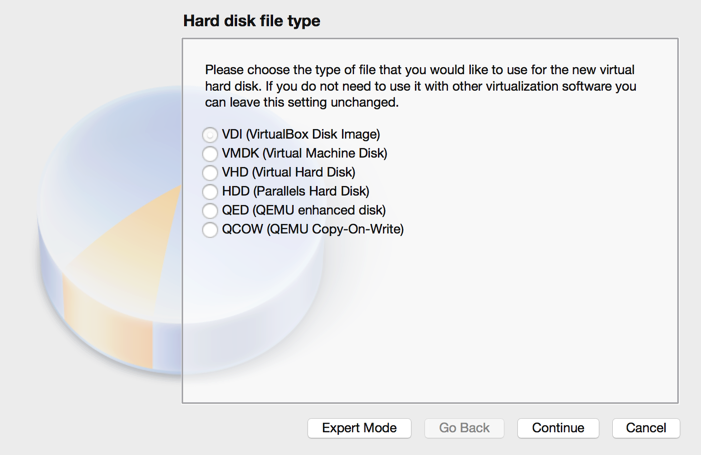 Hard disk file type
Please choose the type of file that you would like to use for the new virtual
hard disk. If you do not need to use it with other virtualization software you
can leave this setting unchanged.
VDI (VirtualBox Disk Image)
VMDK (Virtual Machine Disk)
VHD (Virtual Hard Disk)
HDD (Parallels Hard Disk)
QED (QEMU enhanced disk)
QCOW (QEMU Copy-On-Write)
Expert Mode Go Back Continue Cancel